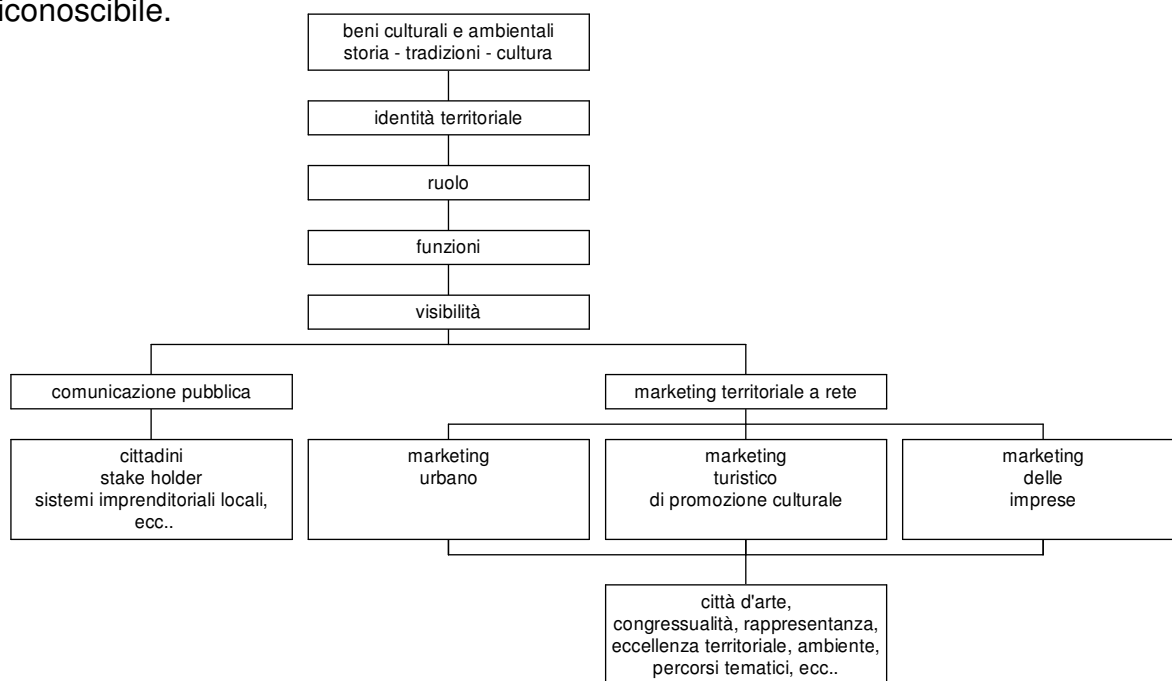 iconoscibile.
beni culturali e ambientali
storia - tradizioni - cultura
identità territoriale
ruolo
funzioni
visibilità
comunicazione pubblica
marketing territoriale a rete
cittadini
stake holder
sistemi imprenditoriali locali,
ecc..
marketing
urbano
marketing
turistico
di promozione culturale
marketing
delle
imprese
città d'arte,
congressualità, rappresentanza,
eccellenza territoriale, ambiente,
percorsi tematici, ecc..